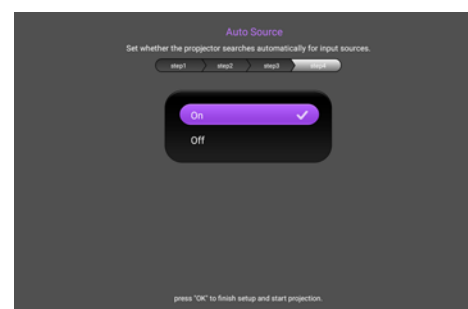 Auto Source
Set whether the propjector searches automatically for input sources.
step1 step2 step3 step4
On
Off
press "OK" to finish setup and start projection.